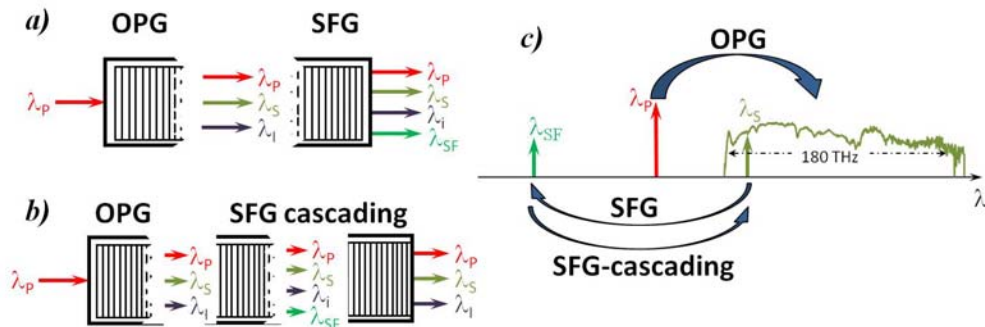 a)
OPG
SFG
λP
λP
λS
λI
λP
λS
λi
λSF
b)
OPG
SFG cascading
λP
λP
λS
λI
λP
λS
λi
λSF
λP
λS
λI
c)
OPG
λP
λS
λSF
180 THz
λ
SFG
SFG-cascading